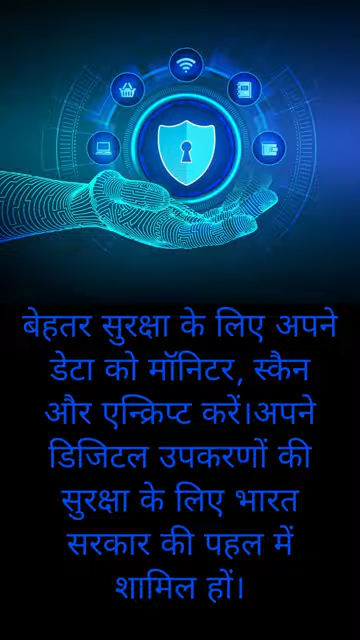 बेहतर सुरक्षा के लिए अपने
डेटा को मॉनिटर, स्कैन
और एन्क्रिप्ट करें।अपने
डिजिटल उपकरणों की
सुरक्षा के लिए भारत
सरकार की पहल में
शामिल हों।